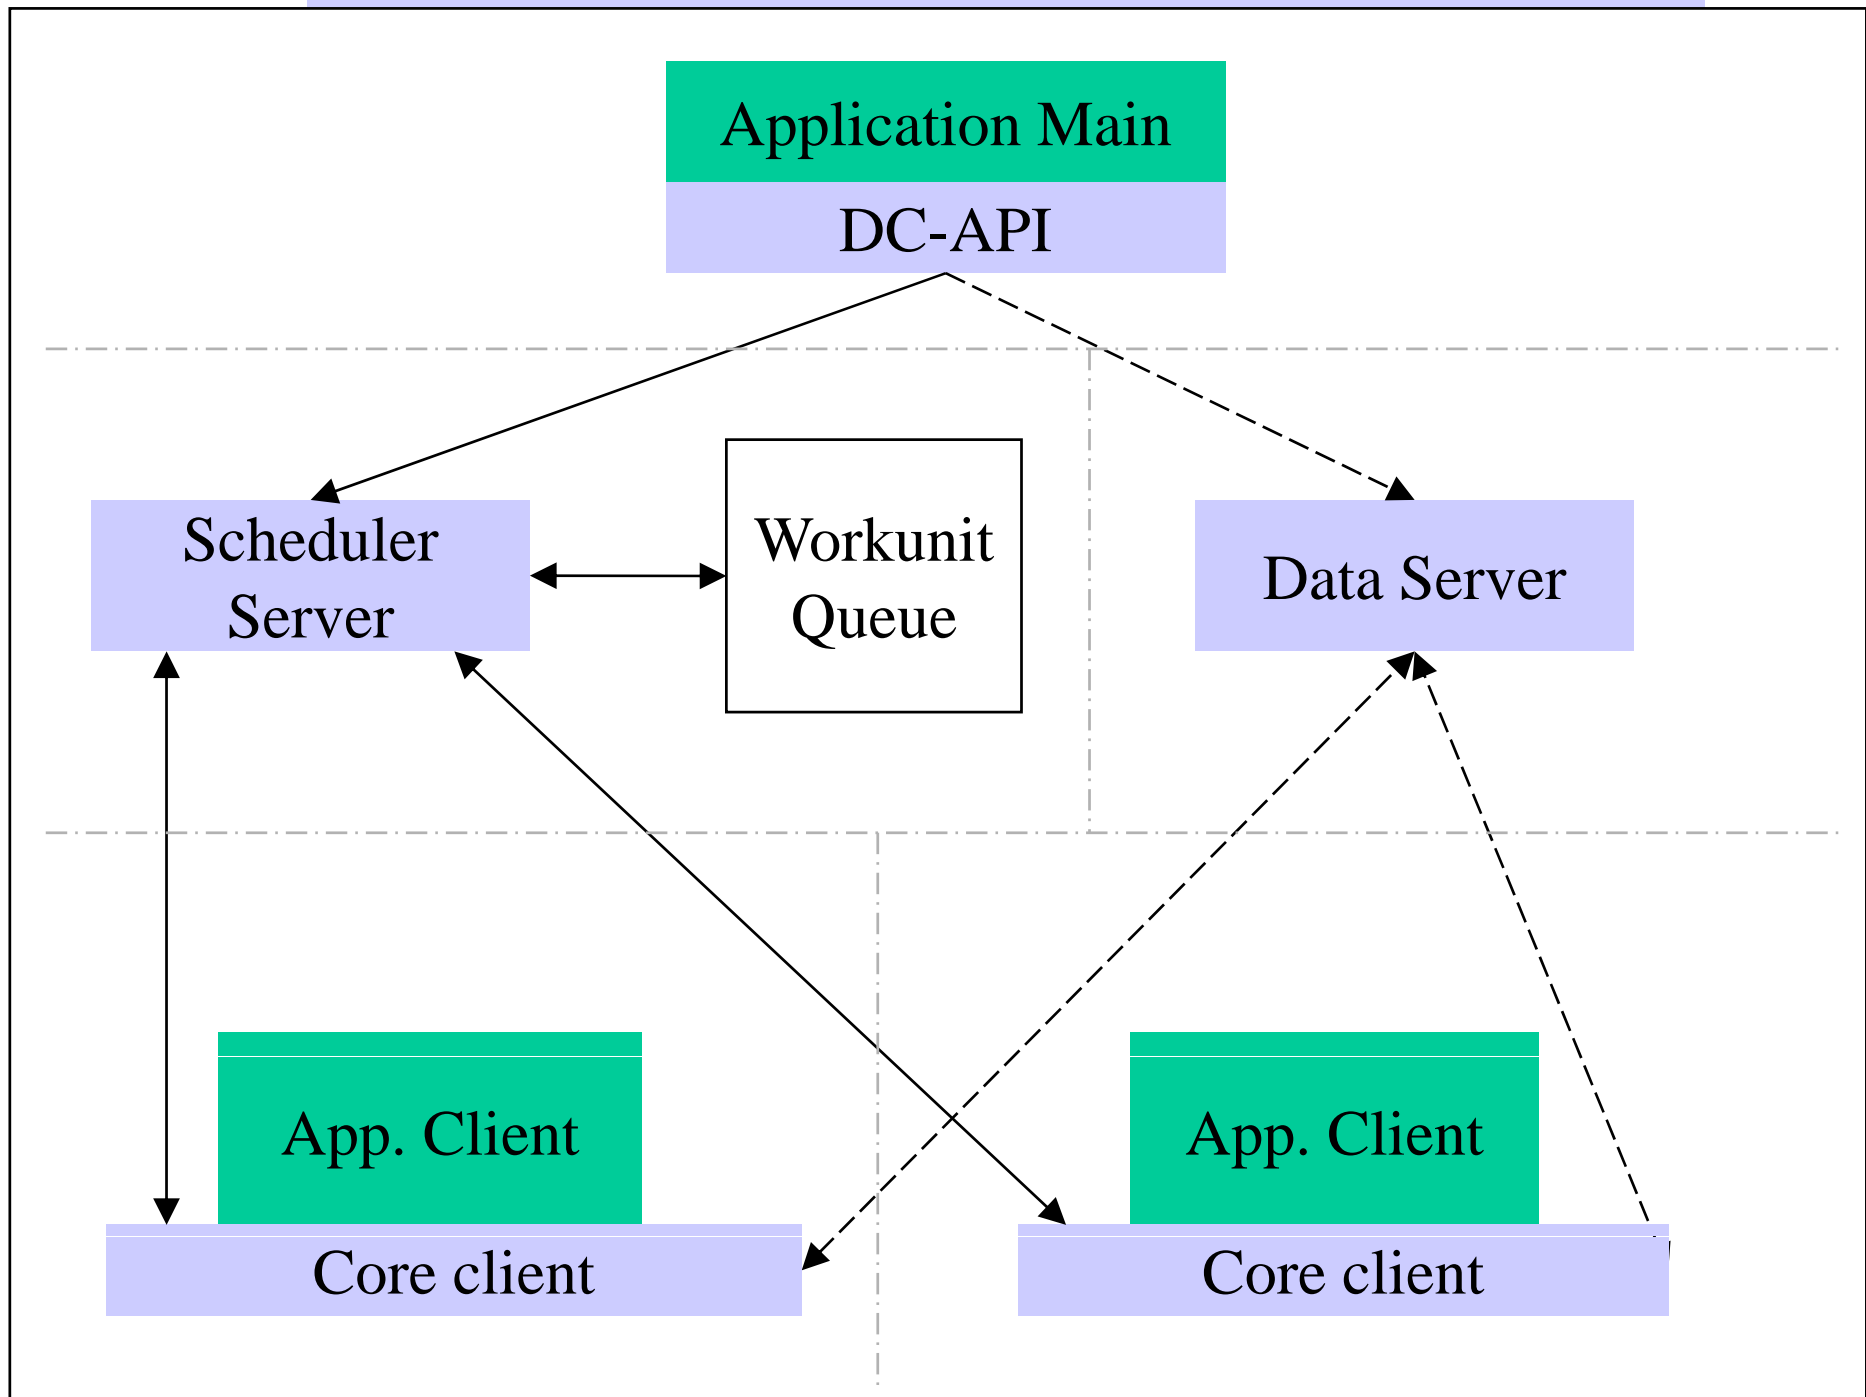 Application Main
DC-API
Scheduler
Server
Workunit
Queue
Data Server
App. Client
App. Client
Core client
Core client